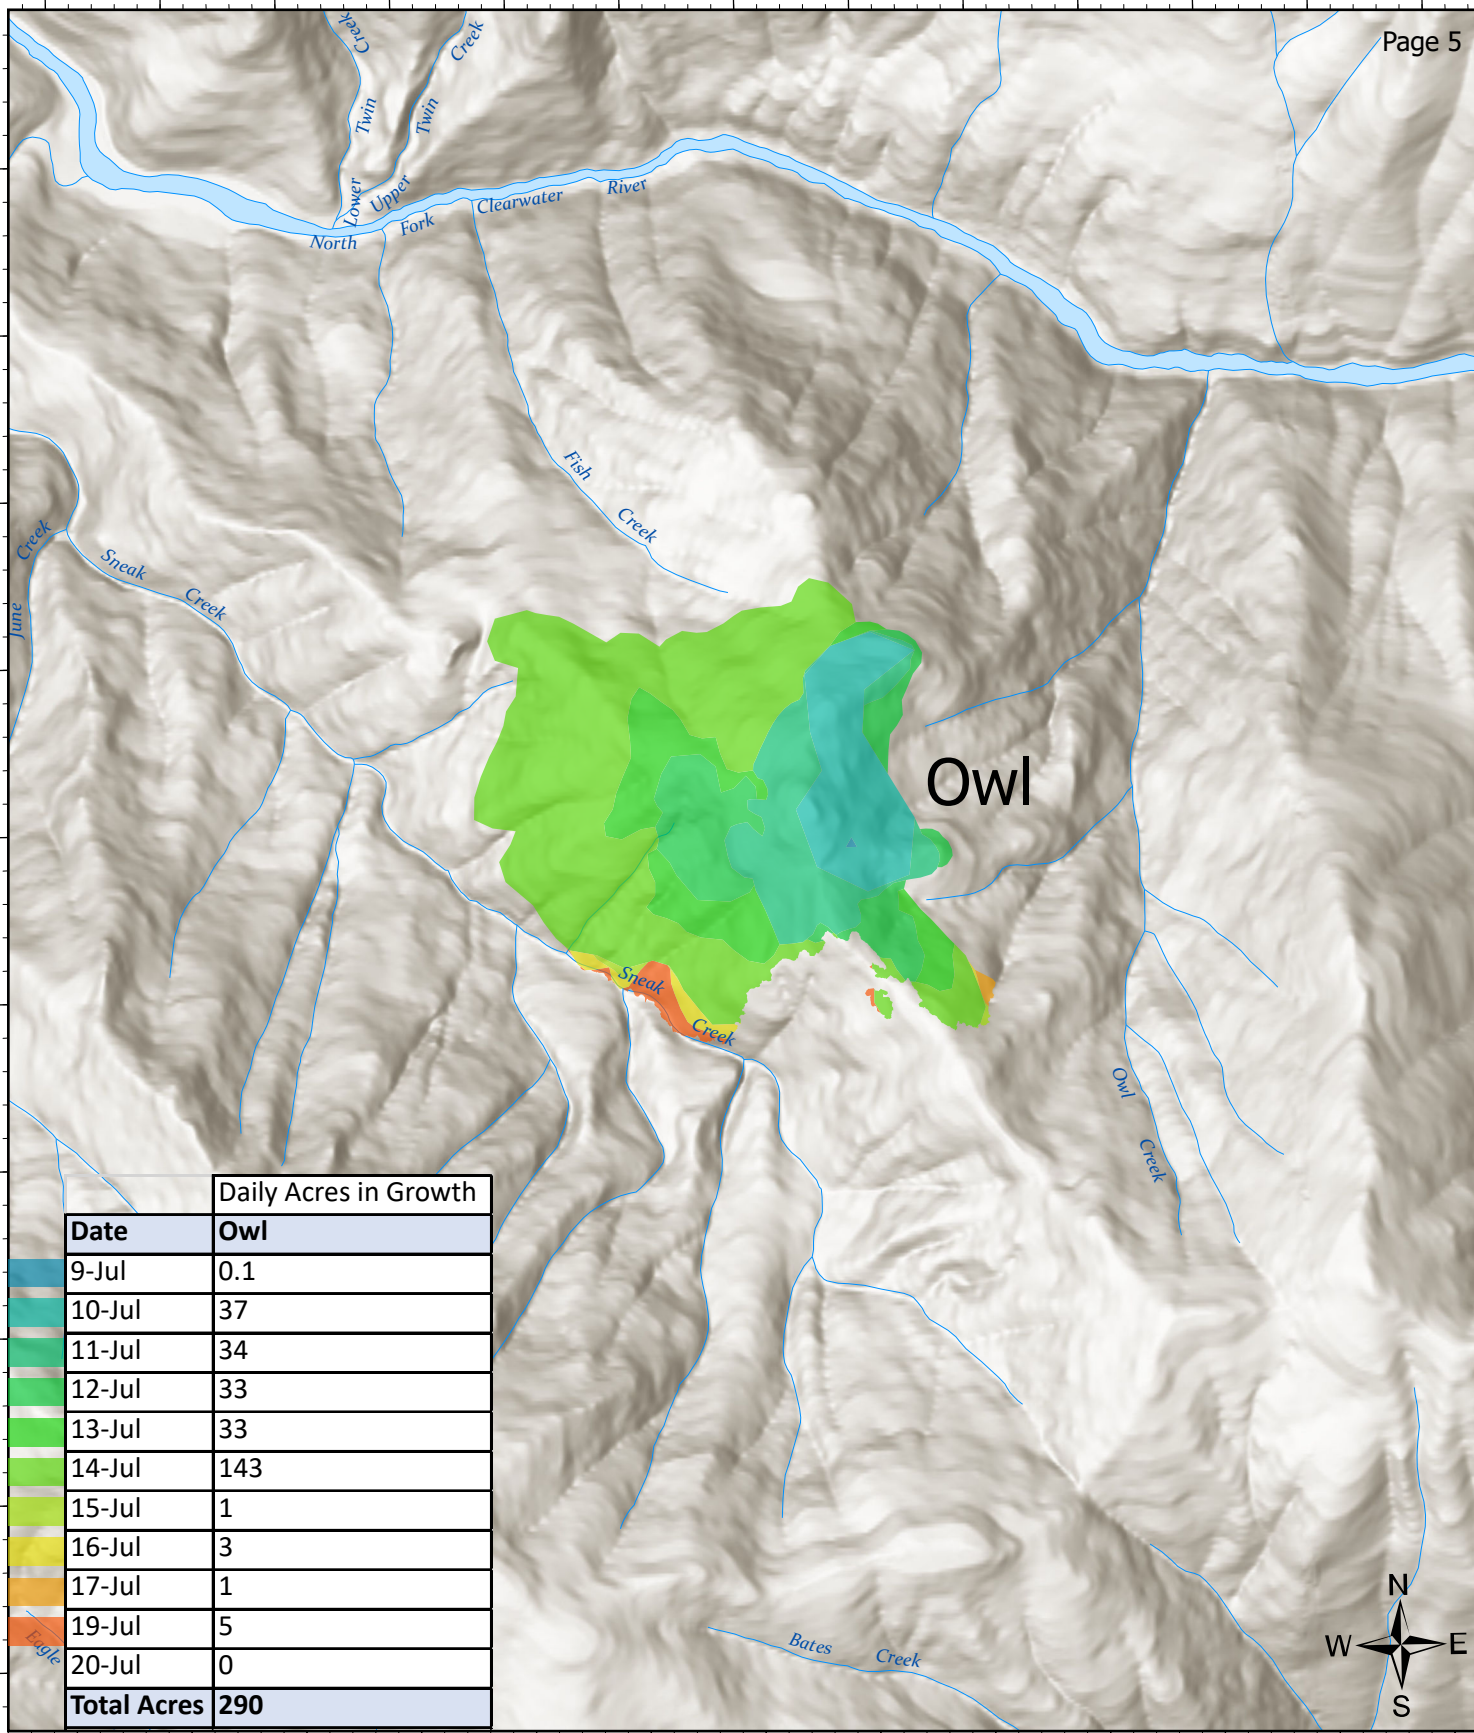 Page 5
Creek
Creek
Twin
Twin
Lower
Upper
North Fork Clearwater River
Fish
Creek
Creek
June
Sneak
Creek
Owl
Sneak
Creek
Owl
Creek
Daily Acres in Growth
Date Owl
9-Jul 0.1
10-Jul 37
11-Jul 34
12-Jul 33
13-Jul 33
14-Jul 143
15-Jul 1
16-Jul 3
17-Jul 1
19-Jul 5
20-Jul 0
Total Acres 290
Eagle
Bates Creek
N
W E
S